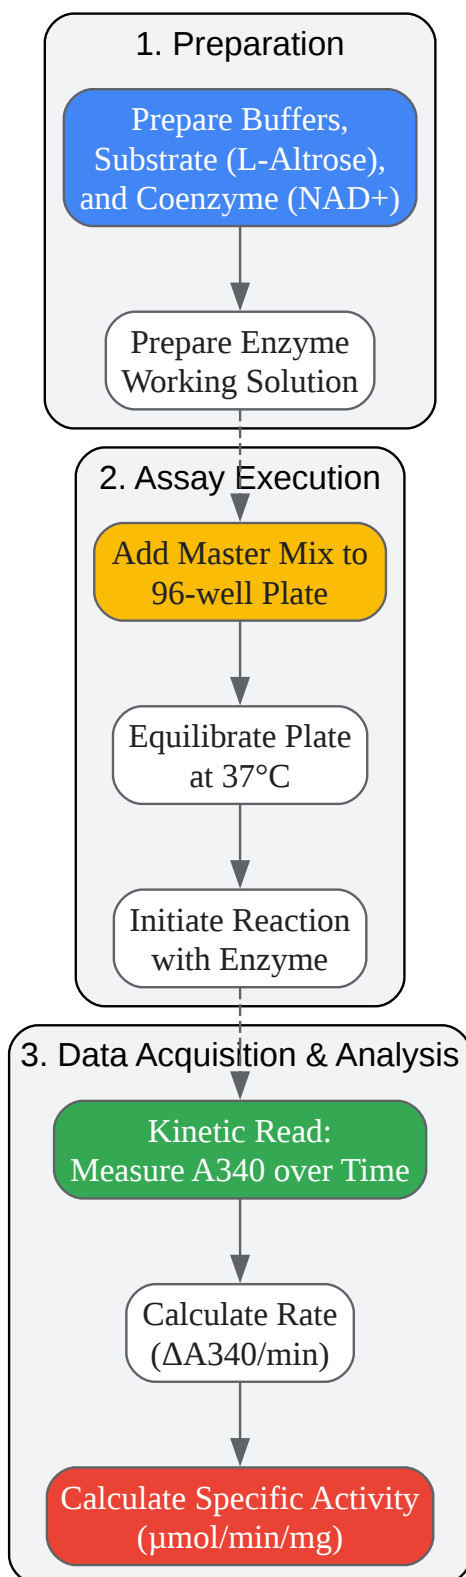 1. Preparation
Prepare Buffers,
Substrate (L-Altrose),
and Coenzyme (NAD+)
Prepare Enzyme
Working Solution
2. Assay Execution
Add Master Mix to
96-well Plate
Equilibrate Plate
at 37°C
Initiate Reaction
with Enzyme
3. Data Acquisition & Analysis
Kinetic Read:
Measure A340 over Time
Calculate Rate
(ΔA340/min)
Calculate Specific Activity
(µmol/min/mg)